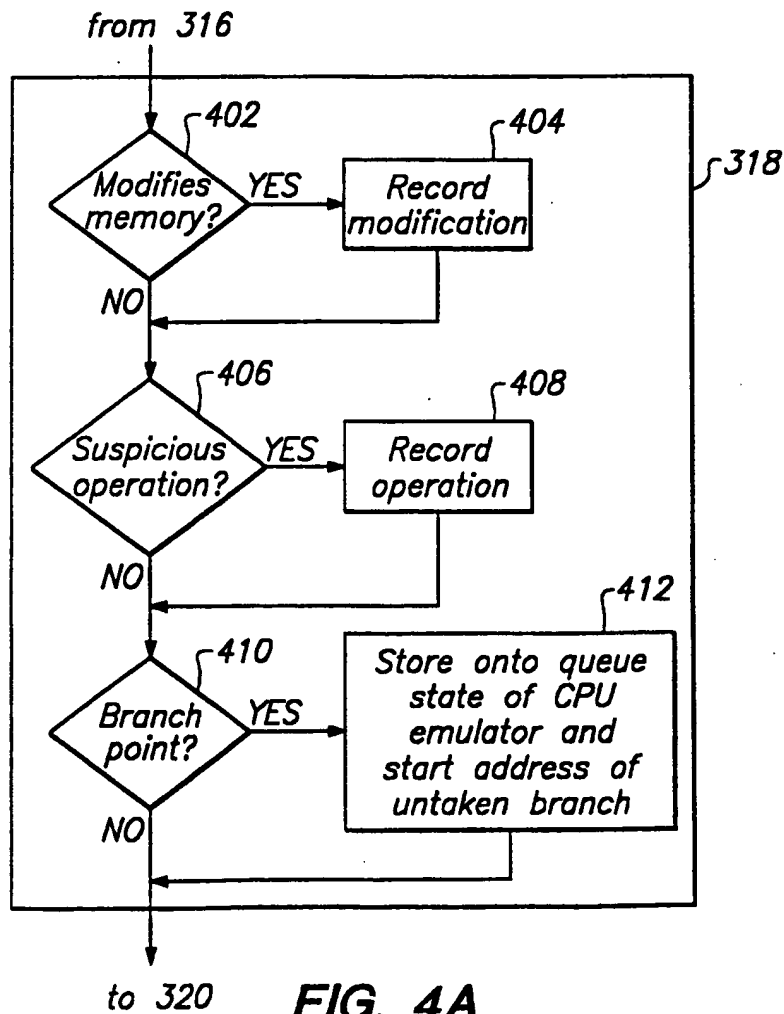 from 316
402
404
318
Modifies
memory?
YES
Record
modification
NO
406
408
Suspicious
operation?
YES
Record
operation
NO
412
410
Branch
point?
YES
Store onto queue
state of CPU
emulator and
start address of
untaken branch
NO
to 320
FIG. 4A